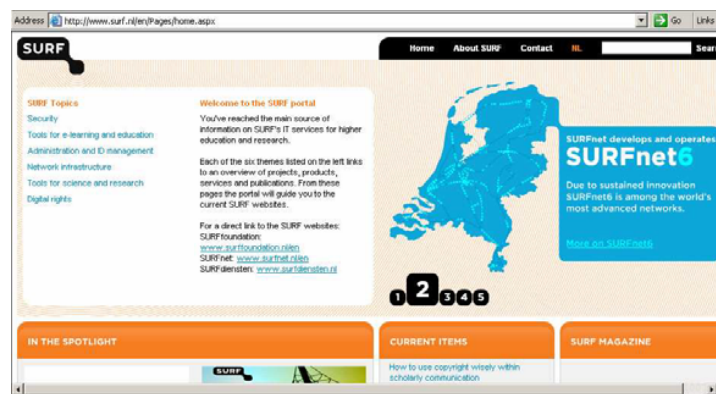 Address http://www.surf.nl/en/Pages/home.aspx Go Links
SURF
Home About SURF Contact NL Sear
SURF Topics
Security
Tools for e-learning and education
Administration and ID management
Network infrastructure
Tools for science and research
Digital rights
Welcome to the SURF portal
You've reached the main source of
information on SURF's IT services for higher
education and research.
Each of the six themes listed on the left links
to an overview of projects, products,
services and publications. From these
pages the portal will guide you to the
current SURF websites.
For a direct link to the SURF websites:
SURFfoundation:
www.surffoundation.nl/en
SURFnet: www.surfnet.nl/en
SURFdiensten: www.surfdiensten.nl
SURFnet develops and operates
SURFnet6
Due to sustained innovation
SURFnet6 is among the world's
most advanced networks.
More on SURFnet6
1 2 3 4 5
IN THE SPOTLIGHT
SURF
CURRENT ITEMS
How to use copyright wisely within
scholarly communication
SURF MAGAZINE